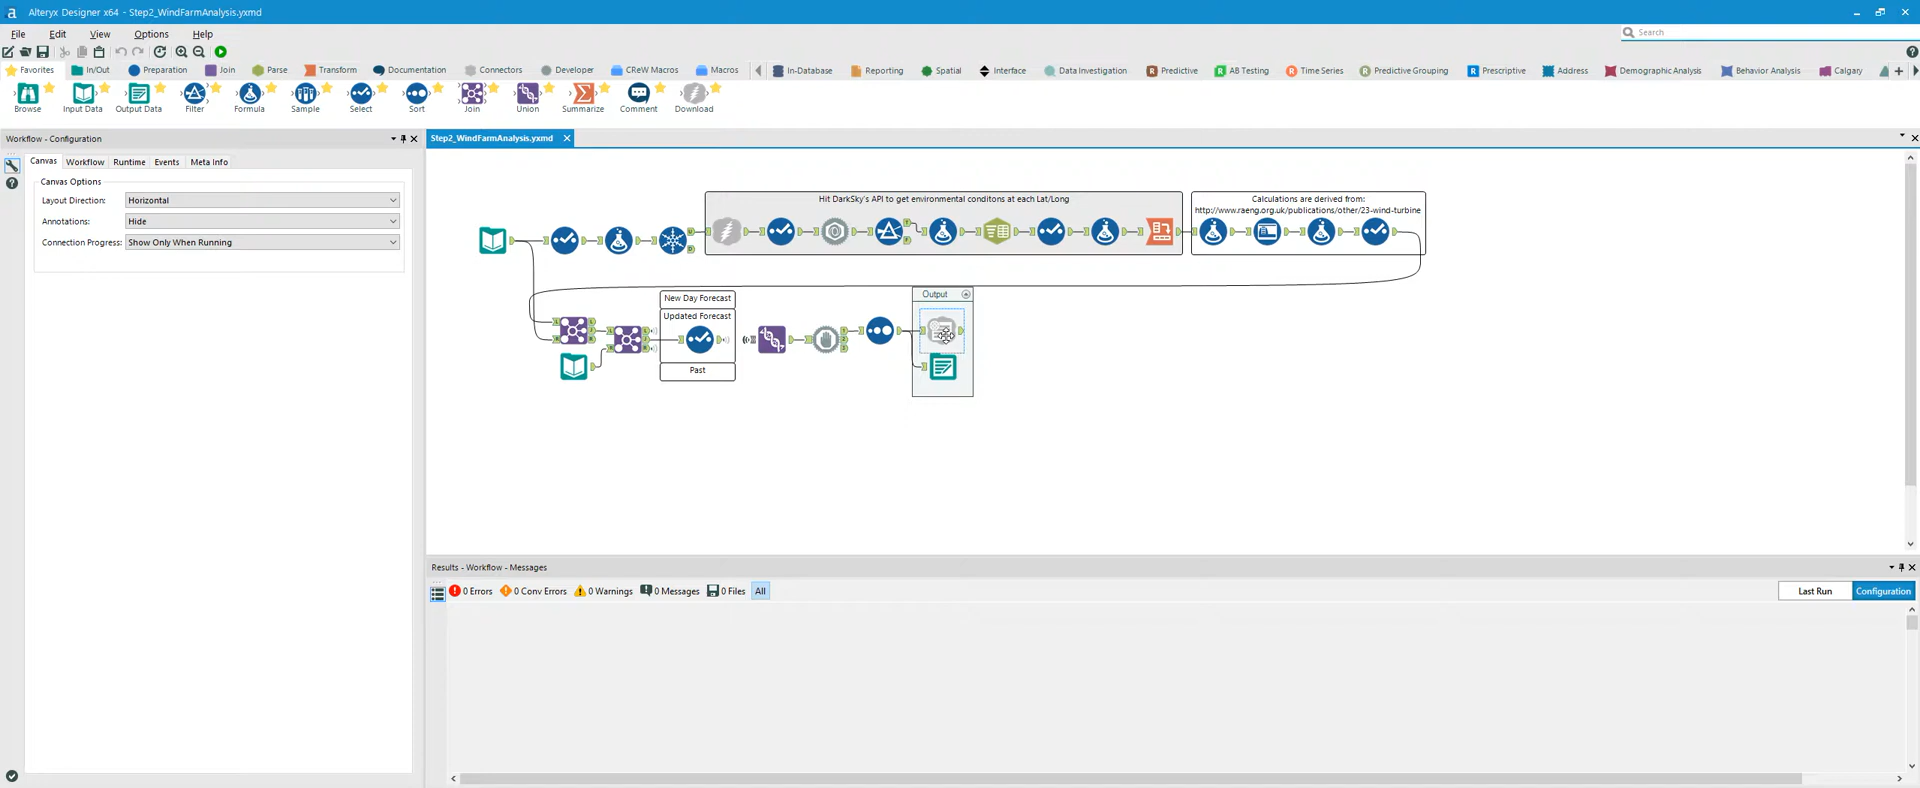 Alteryx Designer x64 - Step2_WindFarmAnalysis.yxmd
File Edit View Options Help
Search
Favorites In/Out Preparation Join Parse Transform Documentation Connectors Developer CReW Macros Macros In-Database Reporting Spatial Interface Data Investigation Predictive AB Testing Time Series Predictive Grouping Prescriptive Address Demographic Analysis Behavior Analysis Calgary
Browse Input Data Output Data Filter Formula Sample Select Sort Join Union Summarize Comment Download
Workflow - Configuration
Step2_WindFarmAnalysis.yxmd
Canvas Workflow Runtime Events Meta Info
Canvas Options
Layout Direction: Horizontal
Annotations: Hide
Connection Progress: Show Only When Running
Hit DarkSky's API to get environmental conditons at each Lat/Long
Calculations are derived from:
http://www.raeng.org.uk/publications/other/23-wind-turbine
New Day Forecast
Updated Forecast
Past
Output
Results - Workflow - Messages
0 Errors 0 Conv Errors 0 Warnings 0 Messages 0 Files All
Last Run Configuration